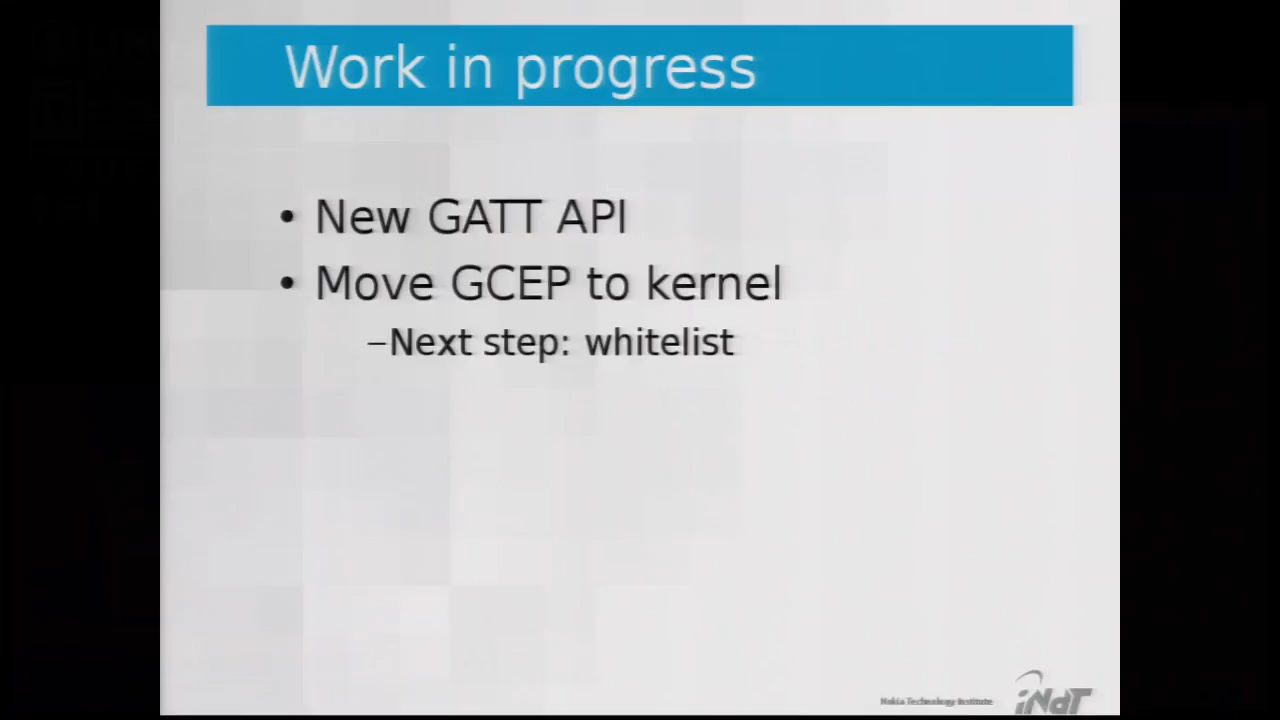 Work in progress
• New GATT API
• Move GCEP to kernel
–Next step: whitelist
Nokia Technology Institute
iNdT